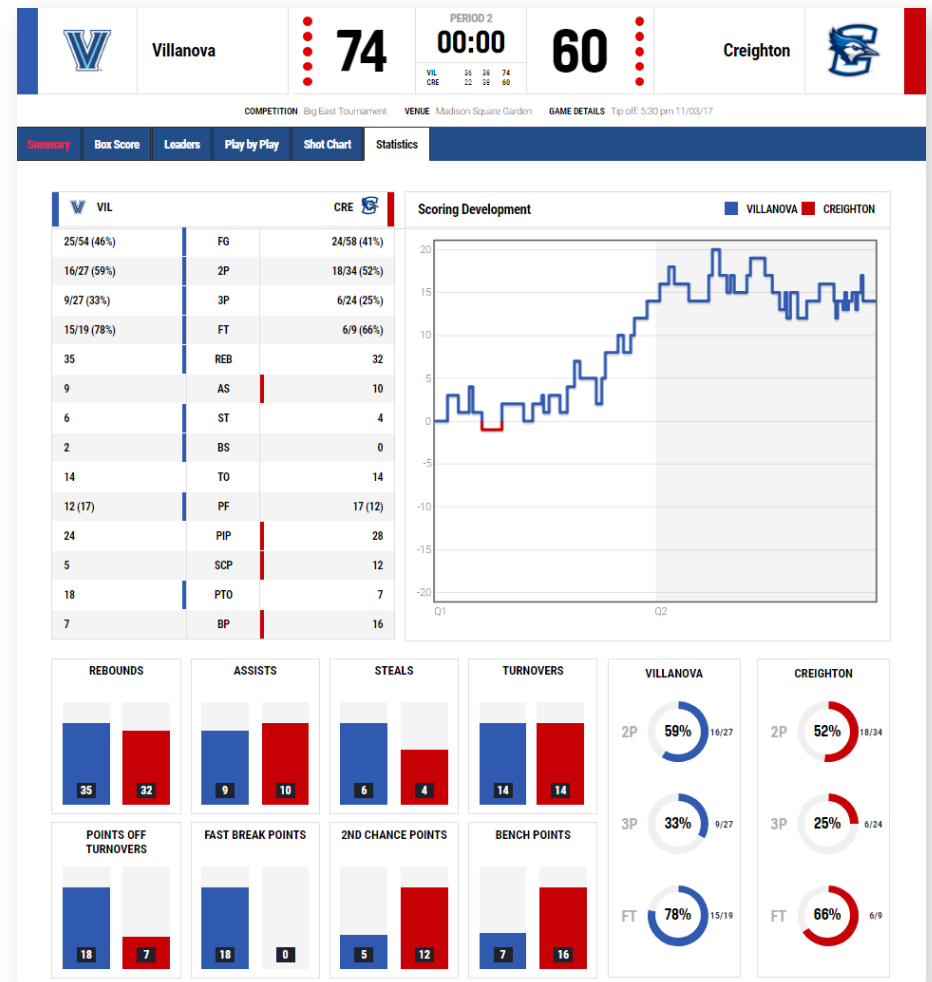 PERIOD 2
Villanova 74 00:00 60 Creighton
VIL 36 38 74
CRE 22 38 60
COMPETITION Big East Tournament VENUE Madison Square Garden GAME DETAILS Tip off: 5:30 pm 11/03/17
Summary Box Score Leaders Play by Play Shot Chart Statistics
VIL CRE
25/54 (46%) FG 24/58 (41%)
16/27 (59%) 2P 18/34 (52%)
9/27 (33%) 3P 6/24 (25%)
15/19 (78%) FT 6/9 (66%)
35 REB 32
9 AS 10
6 ST 4
2 BS 0
14 TO 14
12 (17) PF 17 (12)
24 PIP 28
5 SCP 12
18 PTO 7
7 BP 16
Scoring Development VILLANOVA CREIGHTON
20
15
10
5
0
-5
-10
-15
-20
Q1 Q2
REBOUNDS ASSISTS STEALS TURNOVERS
35 32 9 10 6 4 14 14
POINTS OFF TURNOVERS FAST BREAK POINTS 2ND CHANCE POINTS BENCH POINTS
18 7 18 0 5 12 7 16
VILLANOVA
2P 59% 16/27
3P 33% 9/27
FT 78% 15/19
CREIGHTON
2P 52% 18/34
3P 25% 6/24
FT 66% 6/9